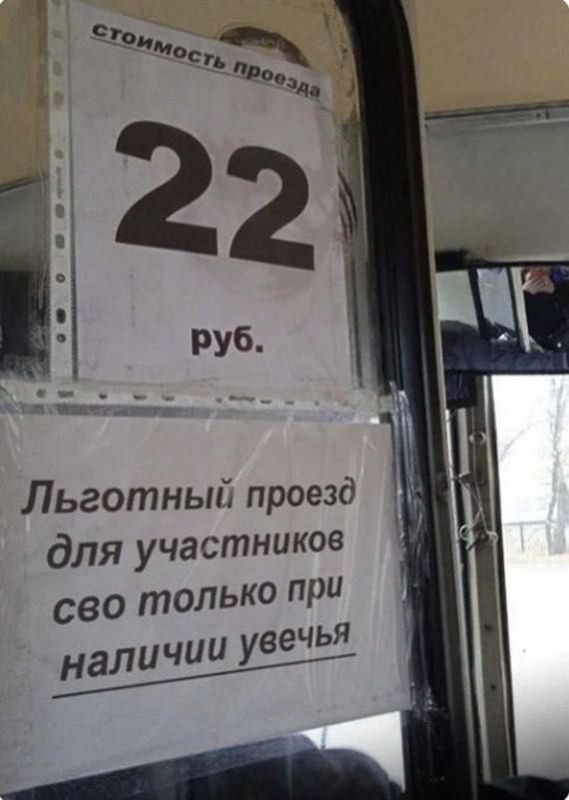 стоимость проезда
22
руб.
Льготный проезд
для участников
сво только при
наличии увечья